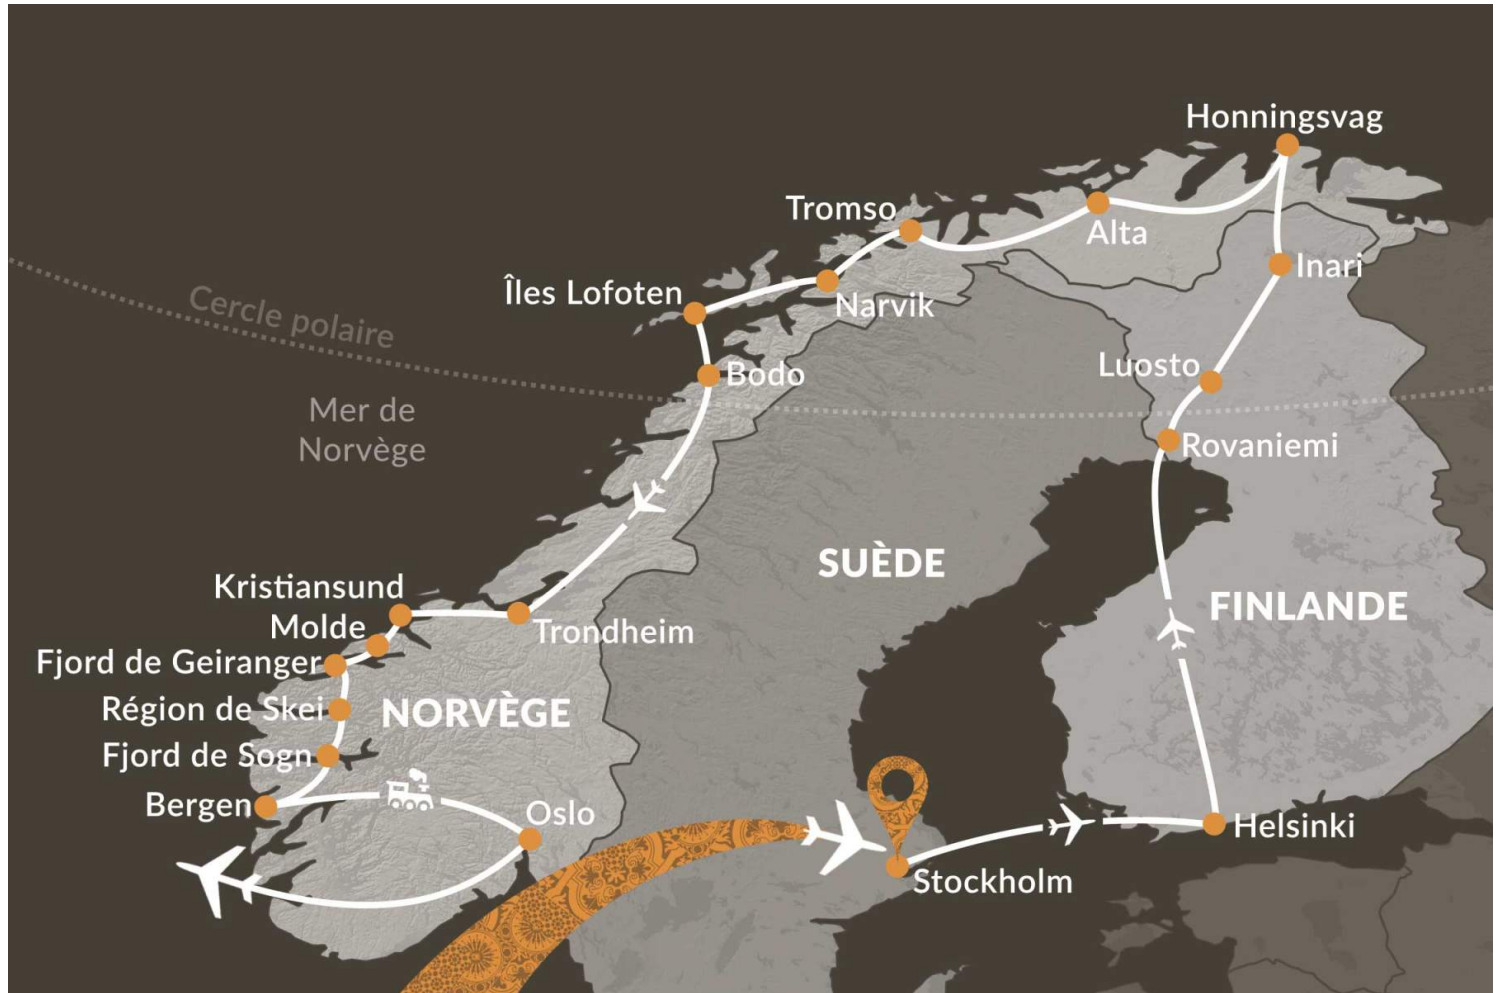 Honningsvag
Tromso
Alta
Inari
Îles Lofoten
Narvik
Cercle polaire
Luosto
Bodo
Mer de
Norvège
Rovaniemi
SUÈDE
Kristiansund
FINLANDE
Molde
Trondheim
Fjord de Geiranger
Région de Skei
NORVÈGE
Fjord de Sogn
Bergen
Oslo
Helsinki
Stockholm